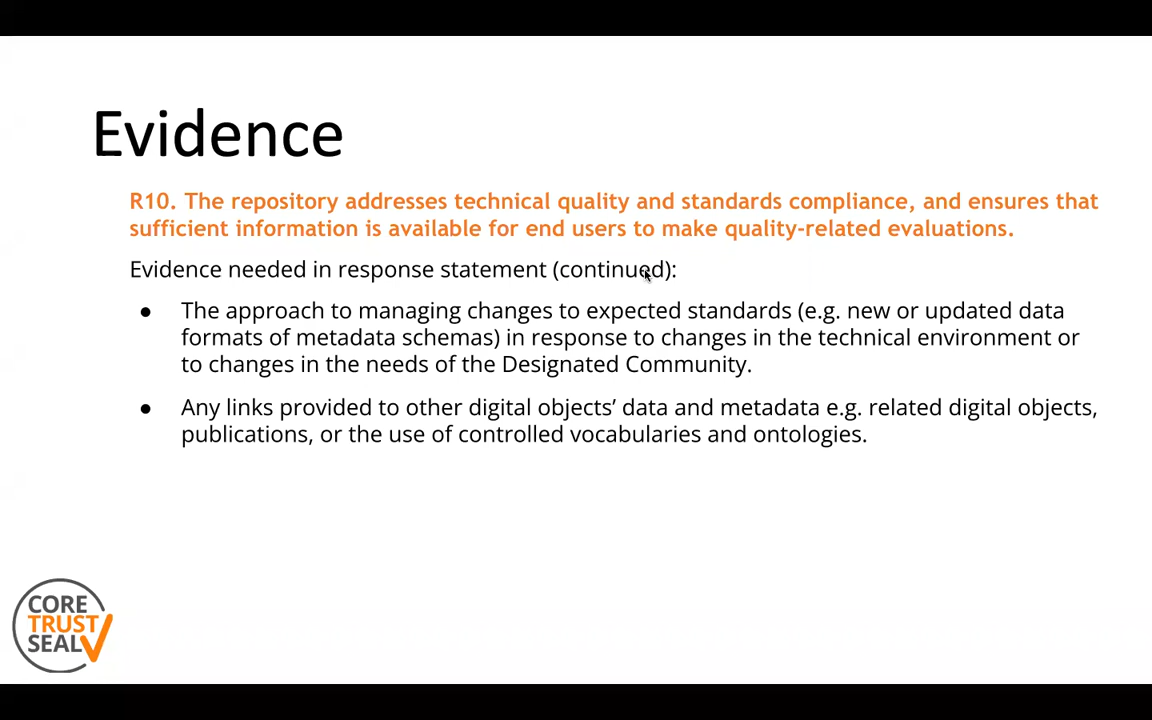 Evidence
R10. The repository addresses technical quality and standards compliance, and ensures that
sufficient information is available for end users to make quality-related evaluations.
Evidence needed in response statement (continued):
● The approach to managing changes to expected standards (e.g. new or updated data
formats of metadata schemas) in response to changes in the technical environment or
to changes in the needs of the Designated Community.
● Any links provided to other digital objects’ data and metadata e.g. related digital objects,
publications, or the use of controlled vocabularies and ontologies.
CORE
TRUST
SEAL